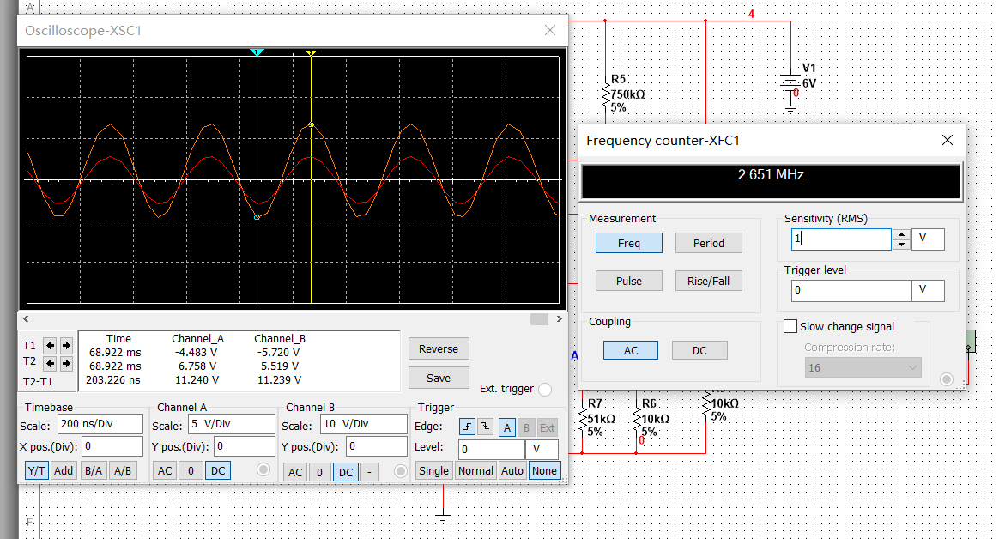 A
Oscilloscope-XSC1
1
2
T1
T2
T2-T1
Time Channel_A Channel_B
68.922 ms -4.483 V -5.720 V
68.922 ms 6.758 V 5.519 V
203.226 ns 11.240 V 11.239 V
Reverse
Save
Ext. trigger
Timebase
Scale: 200 ns/Div
X pos.(Div): 0
Y/T Add B/A A/B
Channel A
Scale: 5 V/Div
Y pos.(Div): 0
AC 0 DC
Channel B
Scale: 10 V/Div
Y pos.(Div): 0
AC 0 DC -
Trigger
Edge: A B Ext
Level: 0 V
Single Normal Auto None
4
R5
750kΩ
5%
V1
6V
0
Frequency counter-XFC1
2.651 MHz
Measurement
Freq Period
Pulse Rise/Fall
Coupling
AC DC
Sensitivity (RMS)
1 V
Trigger level
0 V
Slow change signal
Compression rate:
16
A
R7
51kΩ
5%
R6
10kΩ
5%
0
10kΩ
5%
F